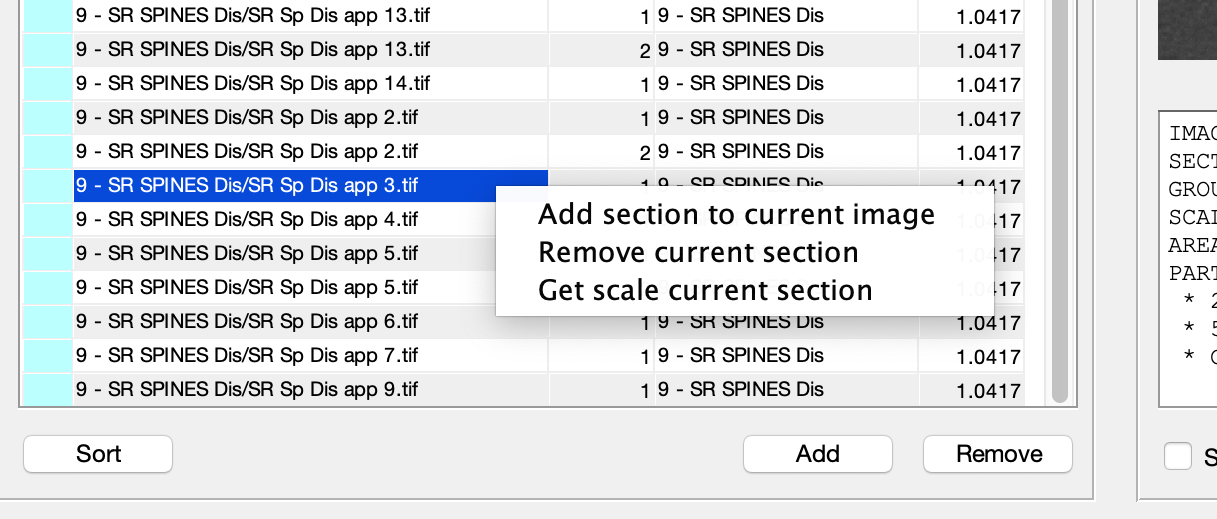 9 - SR SPINES Dis/SR Sp Dis app 13.tif 1 9 - SR SPINES Dis 1.0417
9 - SR SPINES Dis/SR Sp Dis app 13.tif 2 9 - SR SPINES Dis 1.0417
9 - SR SPINES Dis/SR Sp Dis app 14.tif 1 9 - SR SPINES Dis 1.0417
9 - SR SPINES Dis/SR Sp Dis app 2.tif 1 9 - SR SPINES Dis 1.0417
9 - SR SPINES Dis/SR Sp Dis app 2.tif 2 9 - SR SPINES Dis 1.0417
9 - SR SPINES Dis/SR Sp Dis app 3.tif 1 9 - SR SPINES Dis 1.0417
9 - SR SPINES Dis/SR Sp Dis app 4.tif
9 - SR SPINES Dis/SR Sp Dis app 5.tif
9 - SR SPINES Dis/SR Sp Dis app 5.tif
9 - SR SPINES Dis/SR Sp Dis app 6.tif 1 9 - SR SPINES Dis 1.0417
9 - SR SPINES Dis/SR Sp Dis app 7.tif 1 9 - SR SPINES Dis 1.0417
9 - SR SPINES Dis/SR Sp Dis app 9.tif 1 9 - SR SPINES Dis 1.0417
Add section to current image
Remove current section
Get scale current section
Sort Add Remove
IMAG
SECT
GROU
SCAL
AREA
PART
* 2
* 5
*
S